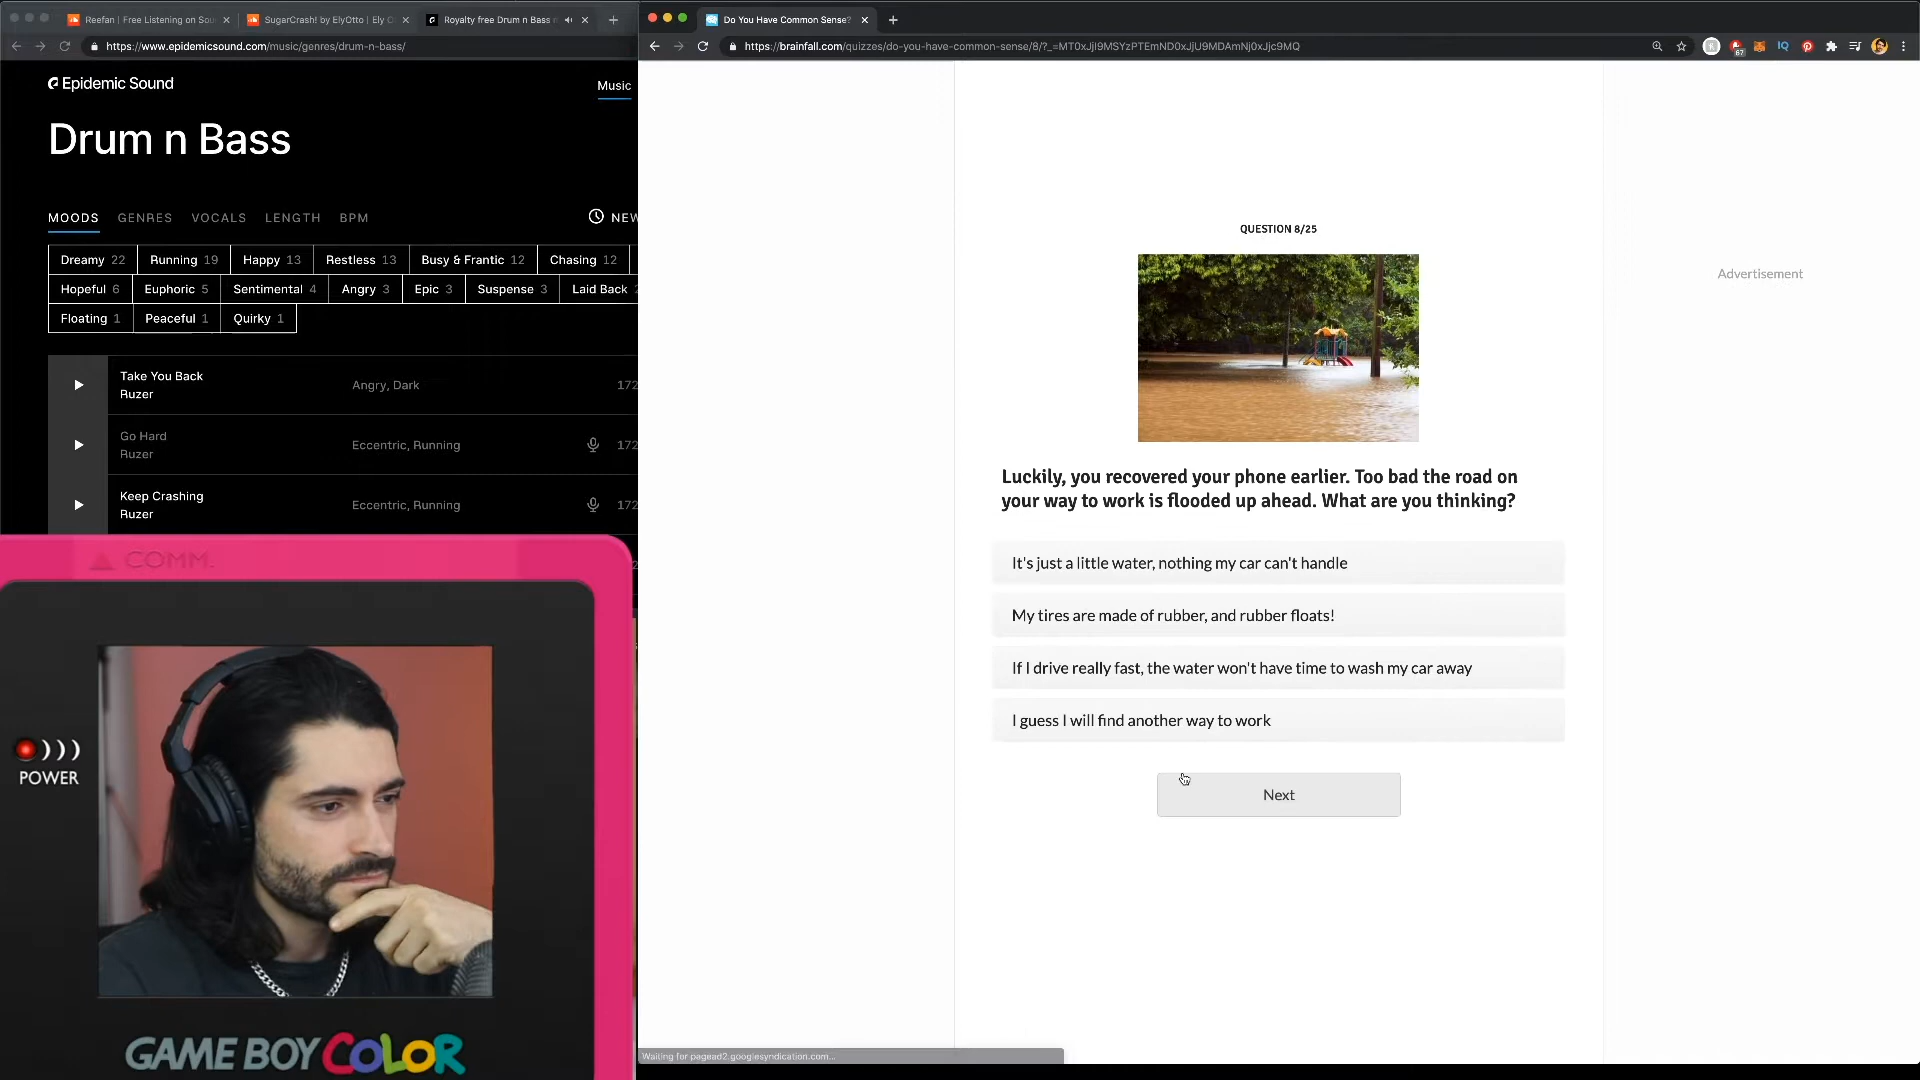 Reefan | Free Listening on Sou
SugarCrash! by ElyOtto | Ely O
Royalty free Drum n Bass m
https://www.epidemicsound.com/music/genres/drum-n-bass/
Epidemic Sound
Music
Drum n Bass
MOODS GENRES VOCALS LENGTH BPM
NEW
Dreamy 22 Running 19 Happy 13 Restless 13 Busy & Frantic 12 Chasing 12
Hopeful 6 Euphoric 5 Sentimental 4 Angry 3 Epic 3 Suspense 3 Laid Back
Floating 1 Peaceful 1 Quirky 1
Take You Back
Ruzer
Angry, Dark
172
Go Hard
Ruzer
Eccentric, Running
172
Keep Crashing
Ruzer
Eccentric, Running
172
COMM.
POWER
GAME BOY COLOR
Do You Have Common Sense?
https://brainfall.com/quizzes/do-you-have-common-sense/8/?_=MT0xJjI9MSYzPTEmND0xJjU9MDAmNj0xJjc9MQ
67
IQ
QUESTION 8/25
Advertisement
Luckily, you recovered your phone earlier. Too bad the road on
your way to work is flooded up ahead. What are you thinking?
It's just a little water, nothing my car can't handle
My tires are made of rubber, and rubber floats!
If I drive really fast, the water won't have time to wash my car away
I guess I will find another way to work
Next
Waiting for pagead2.googlesyndication.com...